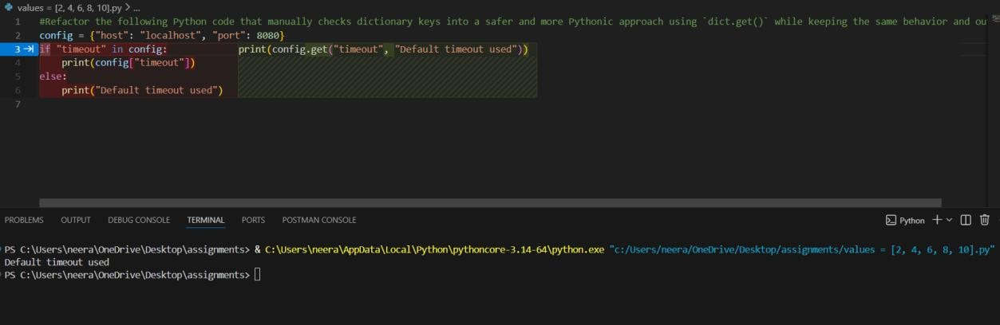 values = [2, 4, 6, 8, 10].py > ...
1 #Refactor the following Python code that manually checks dictionary keys into a safer and more Pythonic approach using `dict.get()` while keeping the same behavior and ou
2 config = {"host": "localhost", "port": 8080}
3 if "timeout" in config: print(config.get("timeout", "Default timeout used"))
4 print(config["timeout"])
5 else:
6 print("Default timeout used")
7
PROBLEMS OUTPUT DEBUG CONSOLE TERMINAL PORTS POSTMAN CONSOLE Python
PS C:\Users\neera\OneDrive\Desktop\assignments> & C:\Users\neera\AppData\Local\Python\pythoncore-3.14-64\python.exe "c:/Users/neera/OneDrive/Desktop/assignments/values = [2, 4, 6, 8, 10].py"
Default timeout used
PS C:\Users\neera\OneDrive\Desktop\assignments>